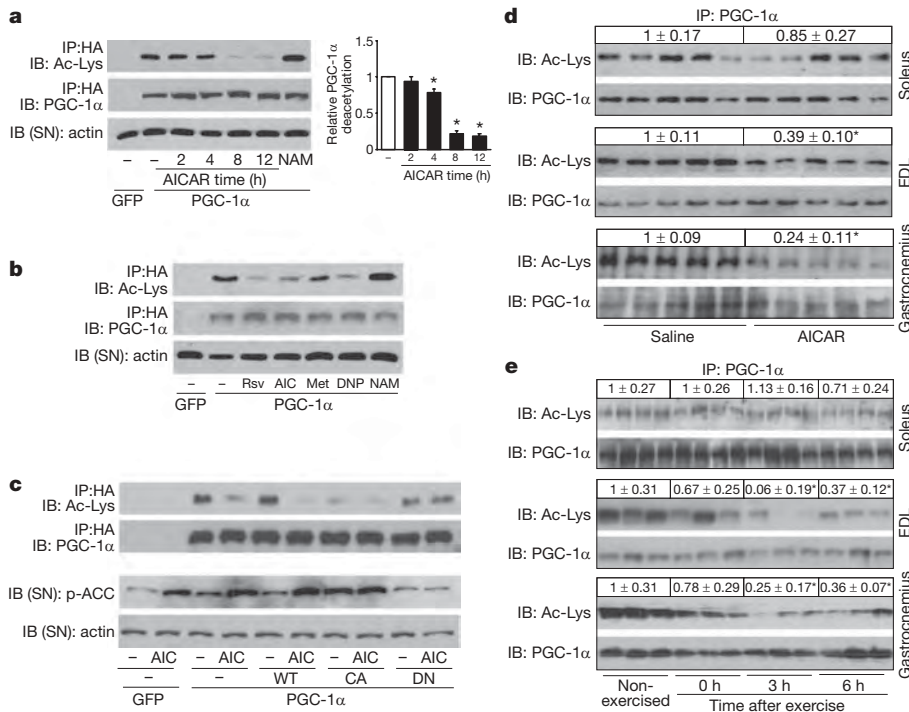 a
IP:HA
IB: Ac-Lys
IP:HA
IB: PGC-1α
IB (SN): actin
– – 2 4 8 12 NAM
AICAR time (h)
GFP PGC-1α
Relative PGC-1α
deacetylation
1.5
1
0.5
0
* * *
– 2 4 8 12
AICAR time (h)
b
IP:HA
IB: Ac-Lys
IP:HA
IB: PGC-1α
IB (SN): actin
– – Rsv AIC Met DNP NAM
GFP PGC-1α
c
IP:HA
IB: Ac-Lys
IP:HA
IB: PGC-1α
IB (SN): p-ACC
IB (SN): actin
– AIC – AIC – AIC – AIC – AIC
– – WT CA DN
GFP PGC-1α
d
IP: PGC-1α
1 ± 0.17 0.85 ± 0.27
IB: Ac-Lys
IB: PGC-1α
Soleus
1 ± 0.11 0.39 ± 0.10*
IB: Ac-Lys
IB: PGC-1α
EDL
1 ± 0.09 0.24 ± 0.11*
IB: Ac-Lys
IB: PGC-1α
Gastrocnemius
Saline AICAR
e
IP: PGC-1α
1 ± 0.27 1 ± 0.26 1.13 ± 0.16 0.71 ± 0.24
IB: Ac-Lys
IB: PGC-1α
Soleus
1 ± 0.31 0.67 ± 0.25 0.06 ± 0.19* 0.37 ± 0.12*
IB: Ac-Lys
IB: PGC-1α
EDL
1 ± 0.31 0.78 ± 0.29 0.25 ± 0.17* 0.36 ± 0.07*
IB: Ac-Lys
IB: PGC-1α
Gastrocnemius
Non-
exercised
0 h 3 h 6 h
Time after exercise